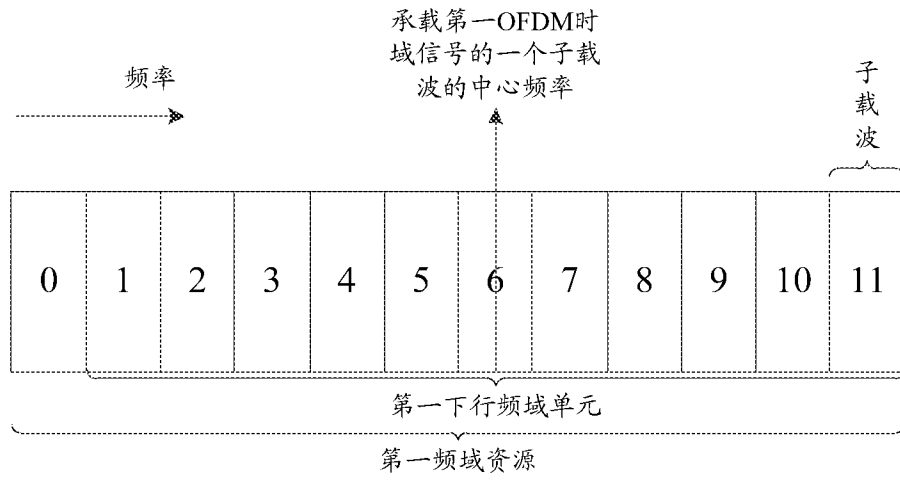 承载第一OFDM时
域信号的一个子载
波的中心频率
频率
子
载
波
0 1 2 3 4 5 6 7 8 9 10 11
第一下行频域单元
第一频域资源